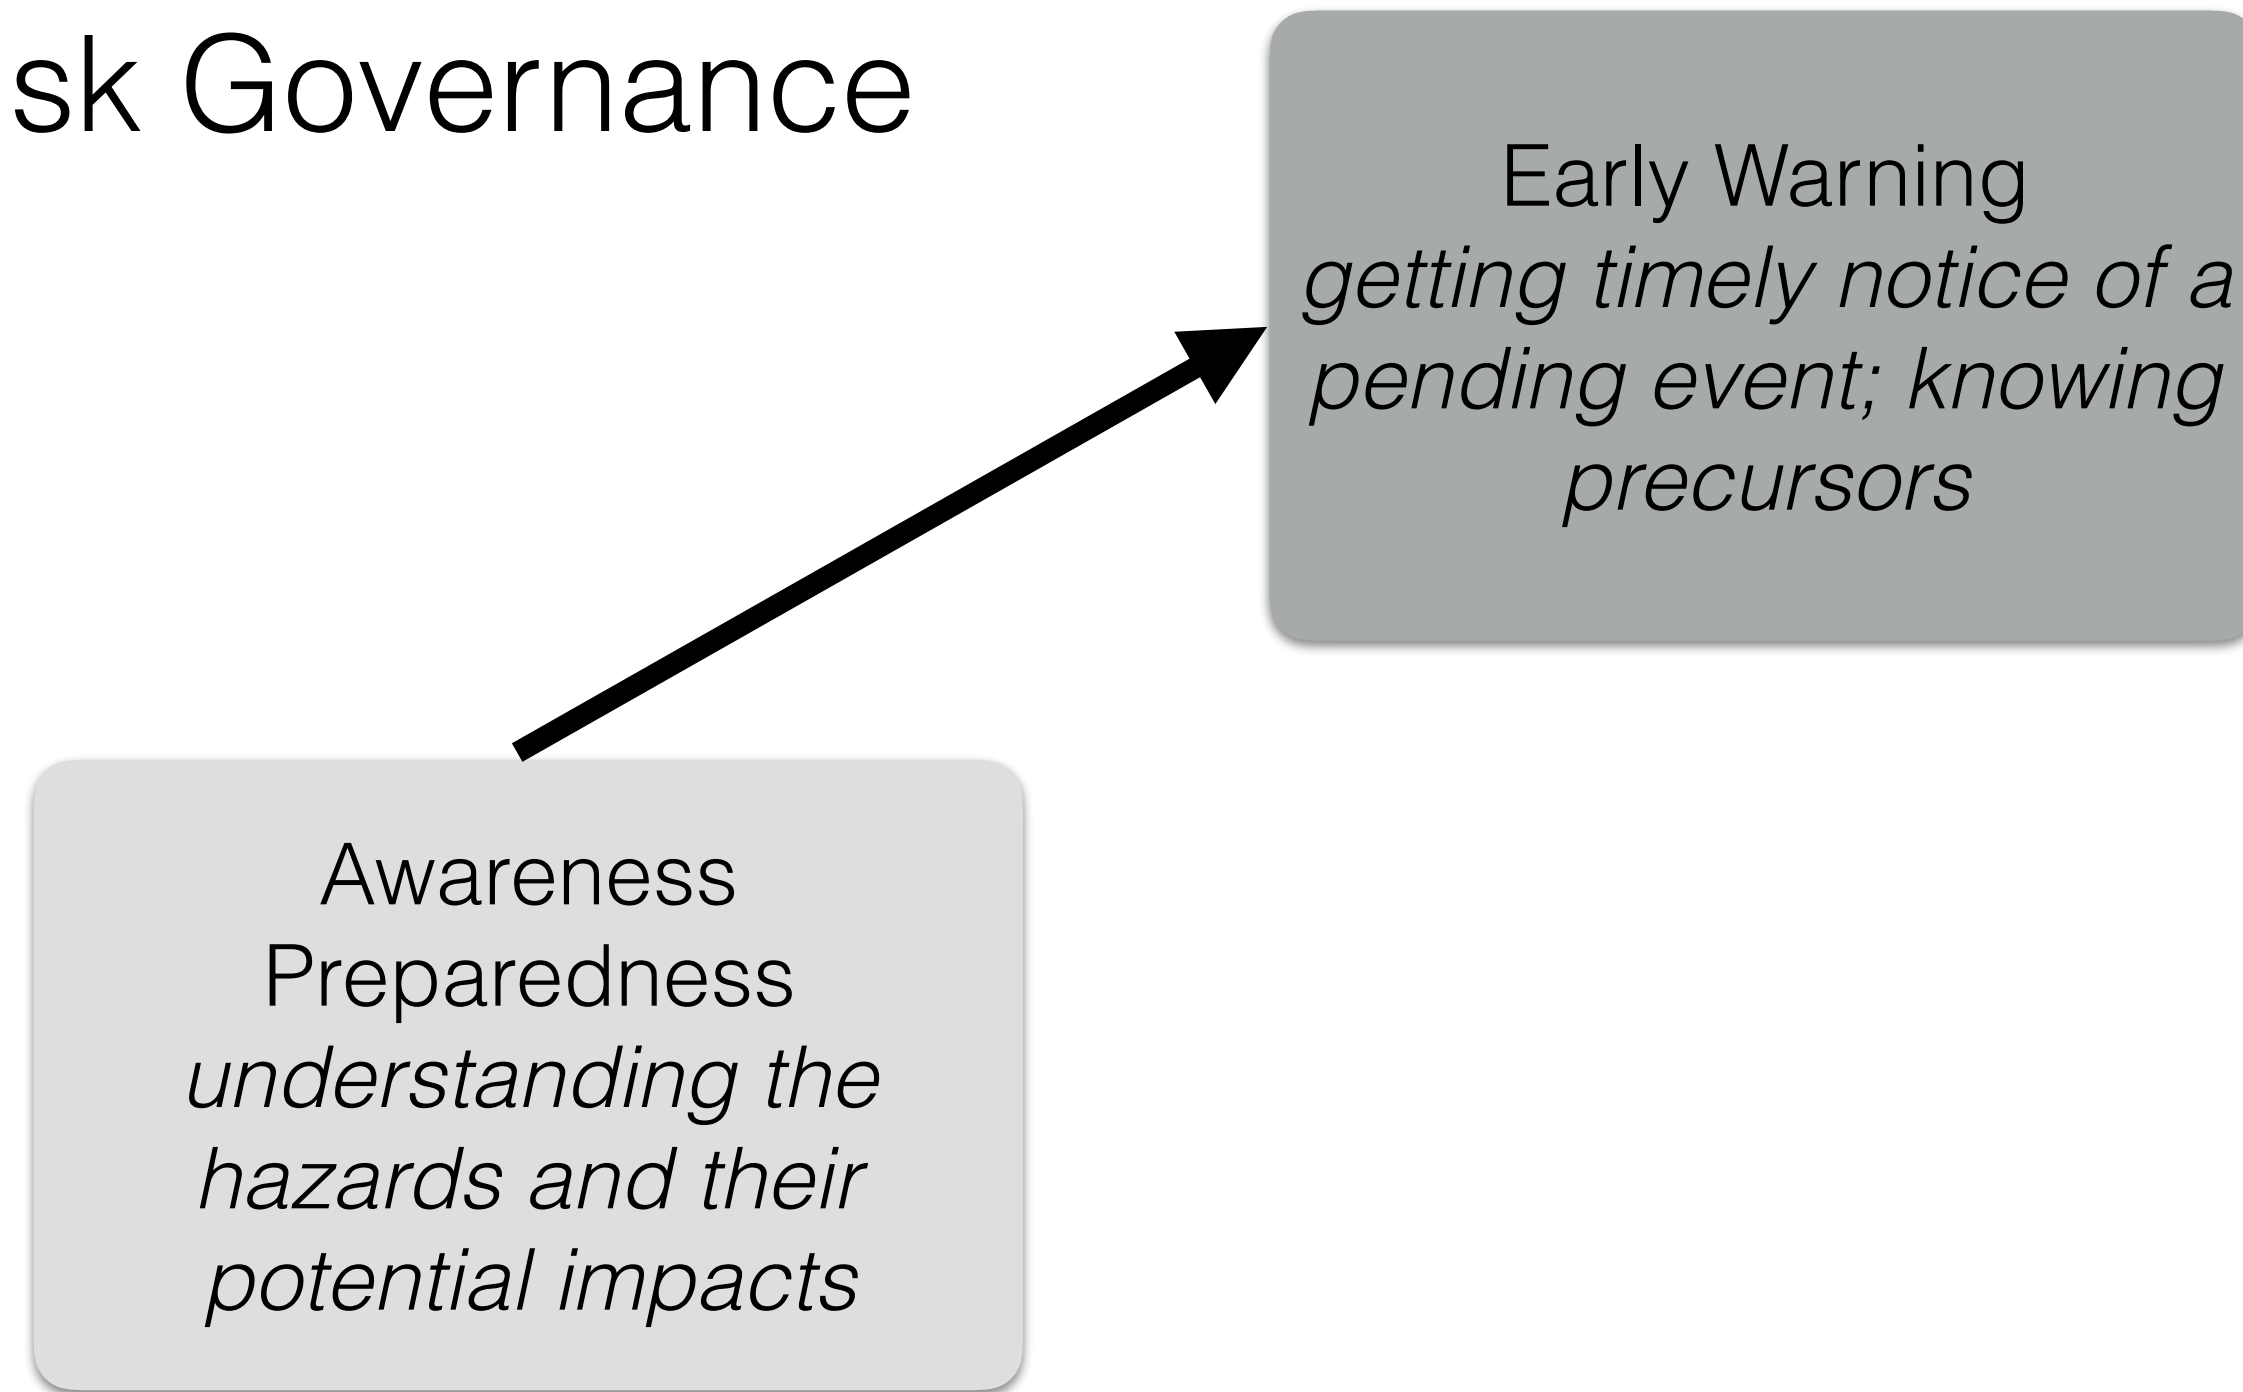 sk Governance
Early Warning
getting timely notice of a
pending event; knowing
precursors
Awareness
Preparedness
understanding the
hazards and their
potential impacts